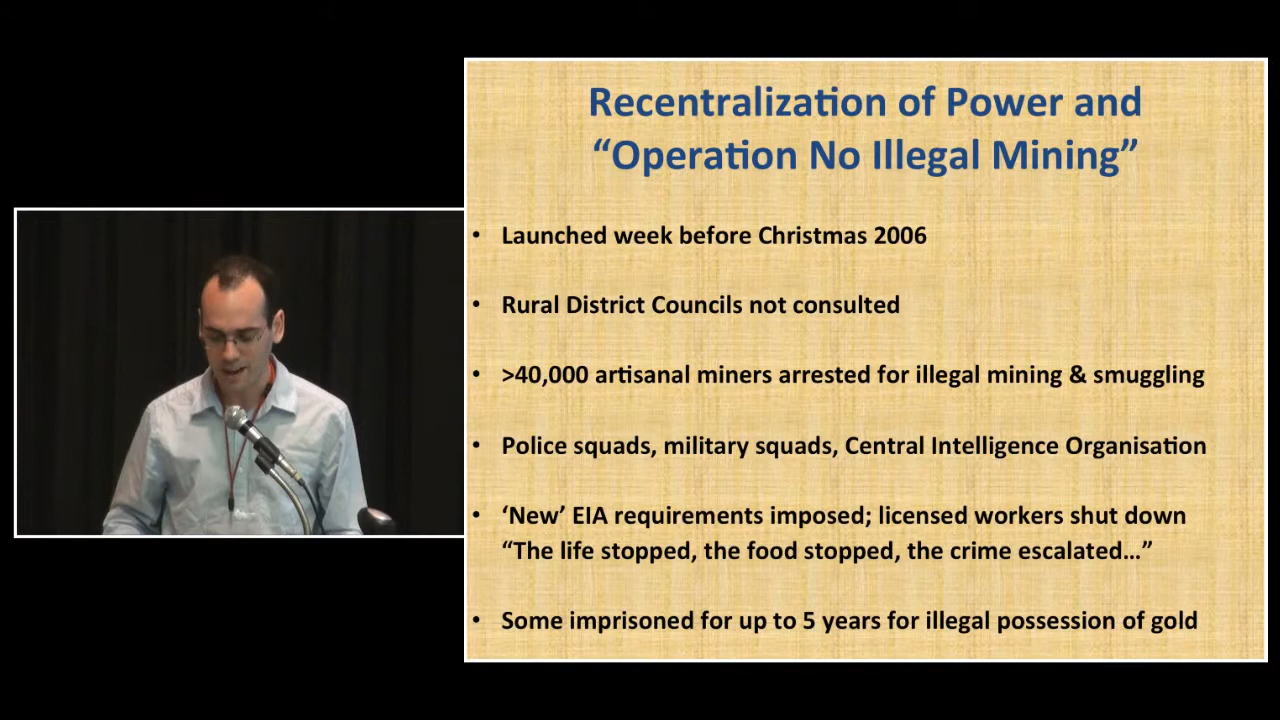 Recentralization of Power and
“Operation No Illegal Mining”
• Launched week before Christmas 2006
• Rural District Councils not consulted
• >40,000 artisanal miners arrested for illegal mining & smuggling
• Police squads, military squads, Central Intelligence Organisation
• ‘New’ EIA requirements imposed; licensed workers shut down
“The life stopped, the food stopped, the crime escalated…”
• Some imprisoned for up to 5 years for illegal possession of gold